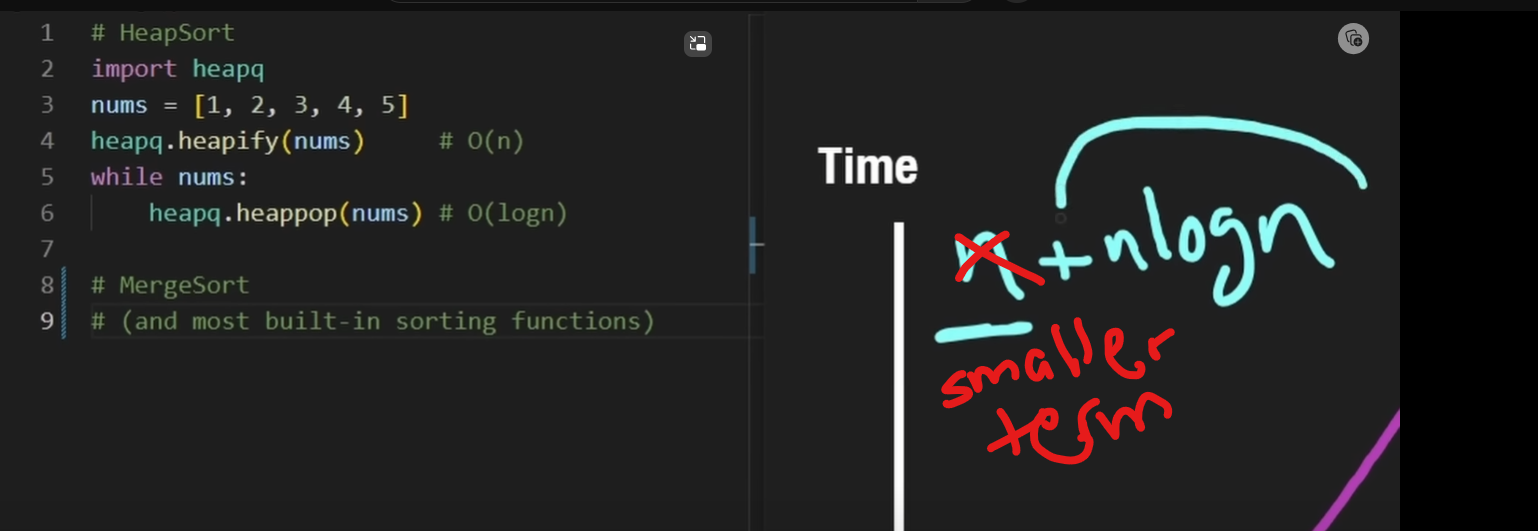 1 # HeapSort
2 import heapq
3 nums = [1, 2, 3, 4, 5]
4 heapq.heapify(nums)     # O(n)
5 while nums:
6     heapq.heappop(nums) # O(logn)
7
8 # MergeSort
9 # (and most built-in sorting functions)
Time
n + nlogn
smaller
term